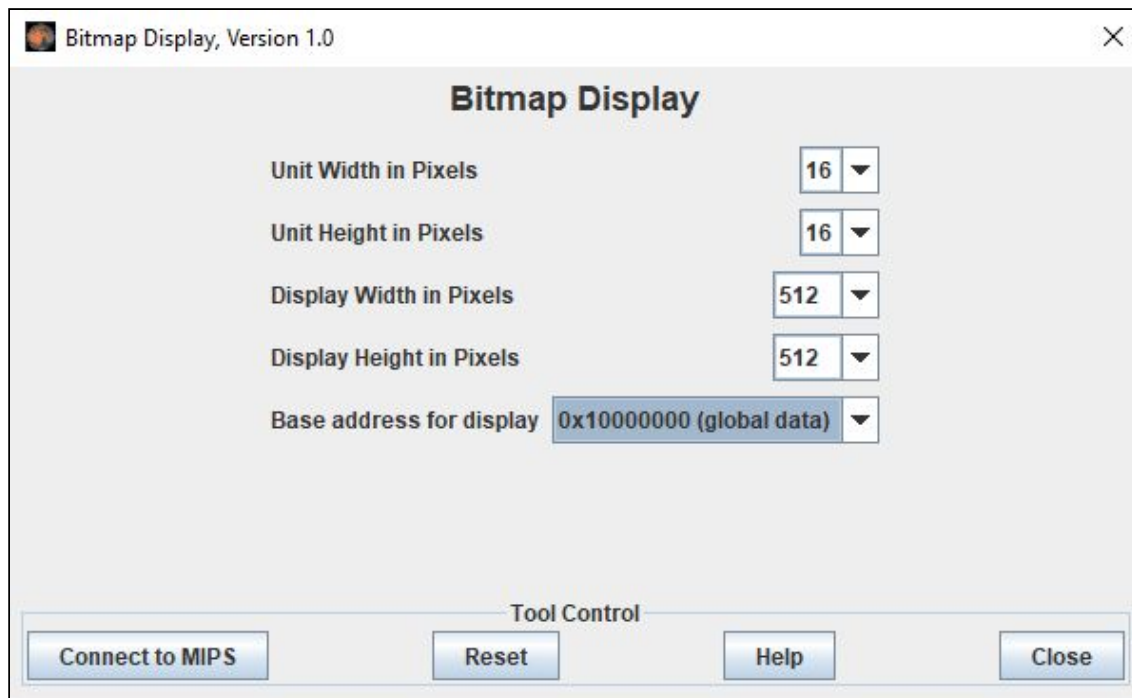 Bitmap Display, Version 1.0
Bitmap Display
Unit Width in Pixels 16
Unit Height in Pixels 16
Display Width in Pixels 512
Display Height in Pixels 512
Base address for display 0x10000000 (global data)
Tool Control
Connect to MIPS Reset Help Close